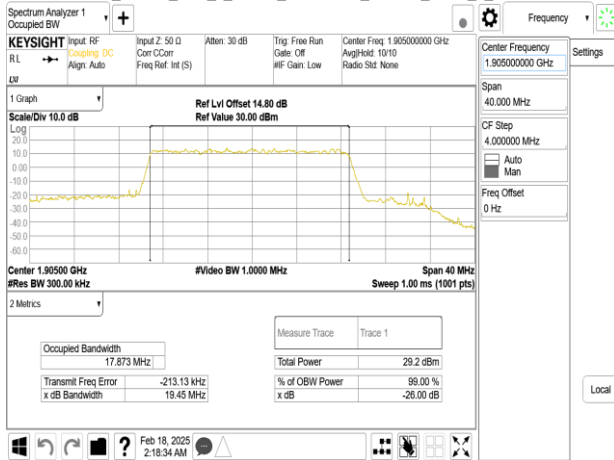 Spectrum Analyzer 1
Occupied BW
+
Frequency
KEYSIGHT
RL
LXI
Input: RF
Coupling: DC
Align: Auto
Input Z: 50 Ω
Corr CCorr
Freq Ref: Int (S)
Atten: 30 dB
Trig: Free Run
Gate: Off
#IF Gain: Low
Center Freq: 1.905000000 GHz
Avg|Hold: 10/10
Radio Std: None
Center Frequency
1.905000000 GHz
Settings
Span
40.000 MHz
CF Step
4.000000 MHz
Auto
Man
Freq Offset
0 Hz
Local
1 Graph
Scale/Div 10.0 dB
Ref Lvl Offset 14.80 dB
Ref Value 30.00 dBm
Log
20.0
10.0
0.00
-10.0
-20.0
-30.0
-40.0
-50.0
-60.0
Center 1.90500 GHz
#Video BW 1.0000 MHz
Span 40 MHz
#Res BW 300.00 kHz
Sweep 1.00 ms (1001 pts)
2 Metrics
Measure Trace
Trace 1
Occupied Bandwidth
17.873 MHz
Total Power
29.2 dBm
Transmit Freq Error
-213.13 kHz
% of OBW Power
99.00 %
x dB Bandwidth
19.45 MHz
x dB
-26.00 dB
?
Feb 18, 2025
2:18:34 AM